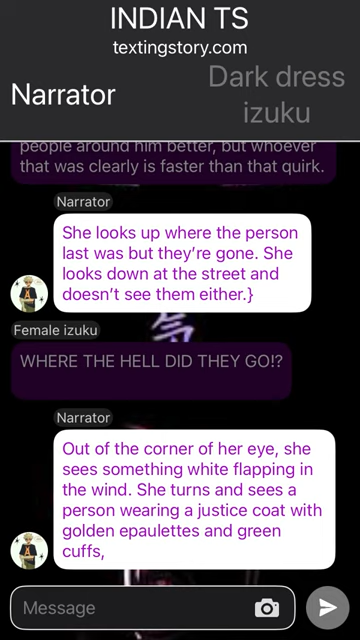 INDIAN TS
textingstory.com
Narrator
Dark dress
izuku
people around him better, but whoever
that was clearly is faster than that quirk.
Narrator
She looks up where the person
last was but they’re gone. She
looks down at the street and
doesn’t see them either.}
Female izuku
気
WHERE THE HELL DID THEY GO!?
Narrator
Out of the corner of her eye, she
sees something white flapping in
the wind. She turns and sees a
person wearing a justice coat with
golden epaulettes and green
cuffs,
Message